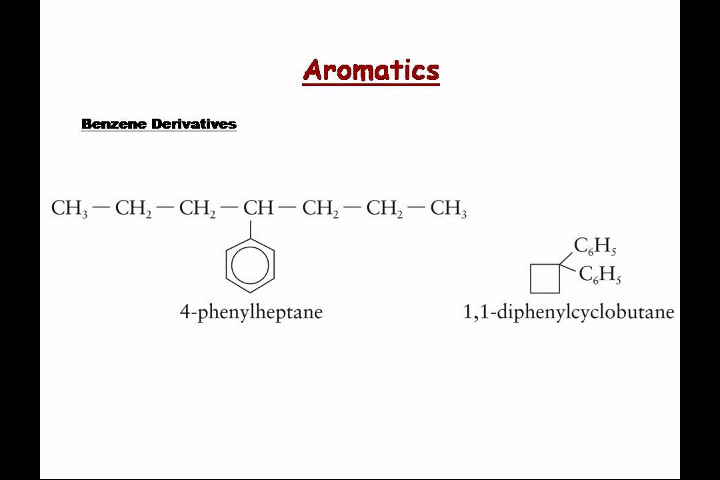 Aromatics
Benzene Derivatives
CH₃ — CH₂ — CH₂ — CH — CH₂ — CH₂ — CH₃
C₆H₅
C₆H₅
4-phenylheptane
1,1-diphenylcyclobutane